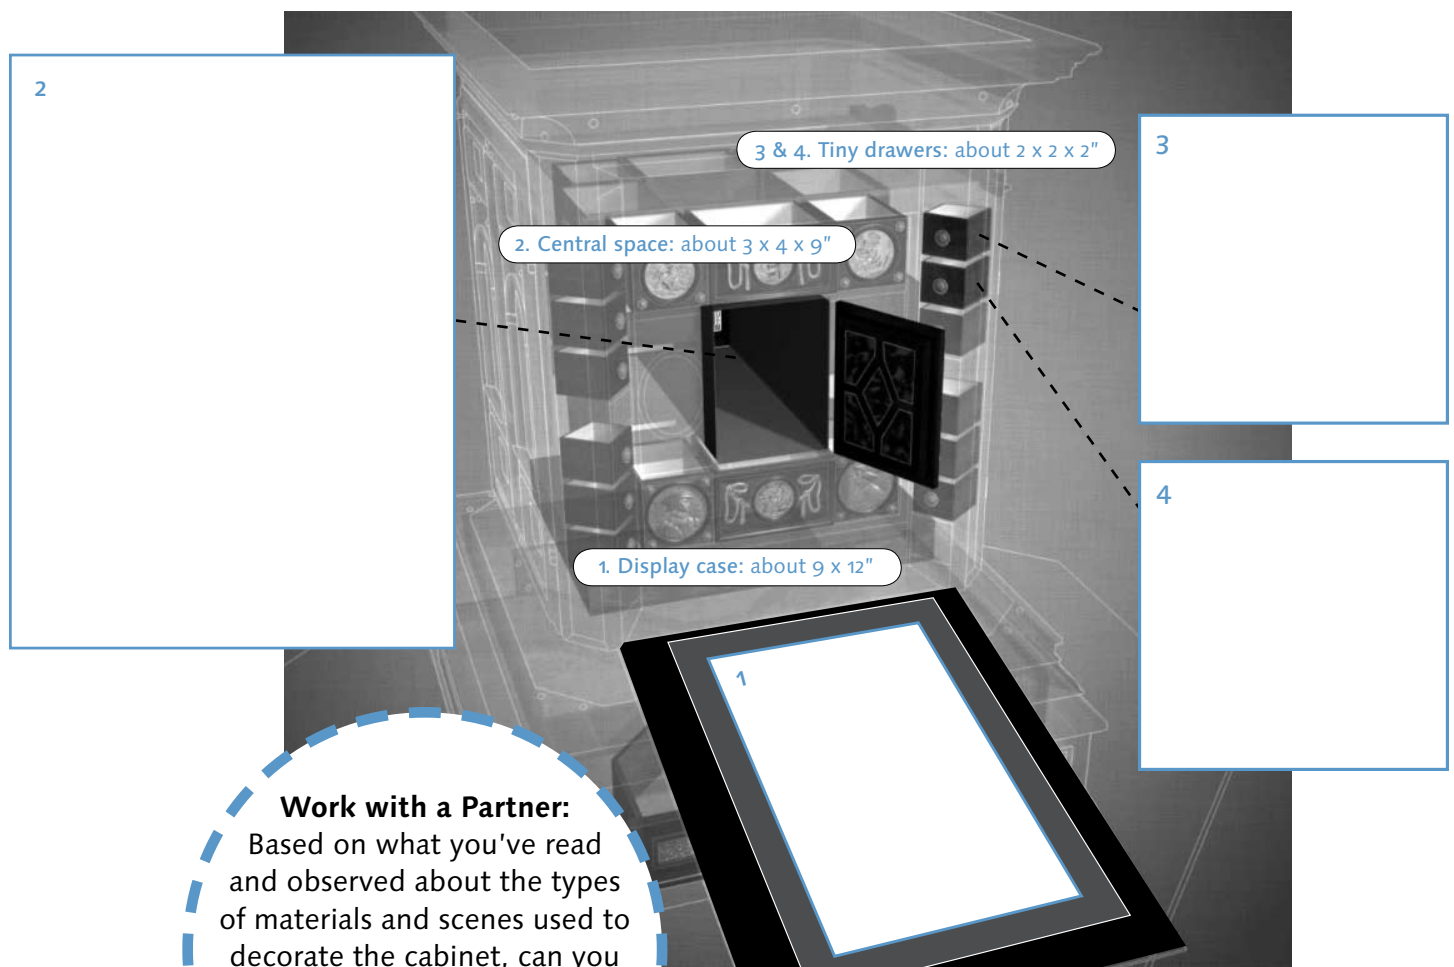 2
3
3 & 4. Tiny drawers: about 2 x 2 x 2"
2. Central space: about 3 x 4 x 9"
4
1. Display case: about 9 x 12"
1
Work with a Partner:
Based on what you've read
and observed about the types
of materials and scenes used to
decorate the cabinet, can you